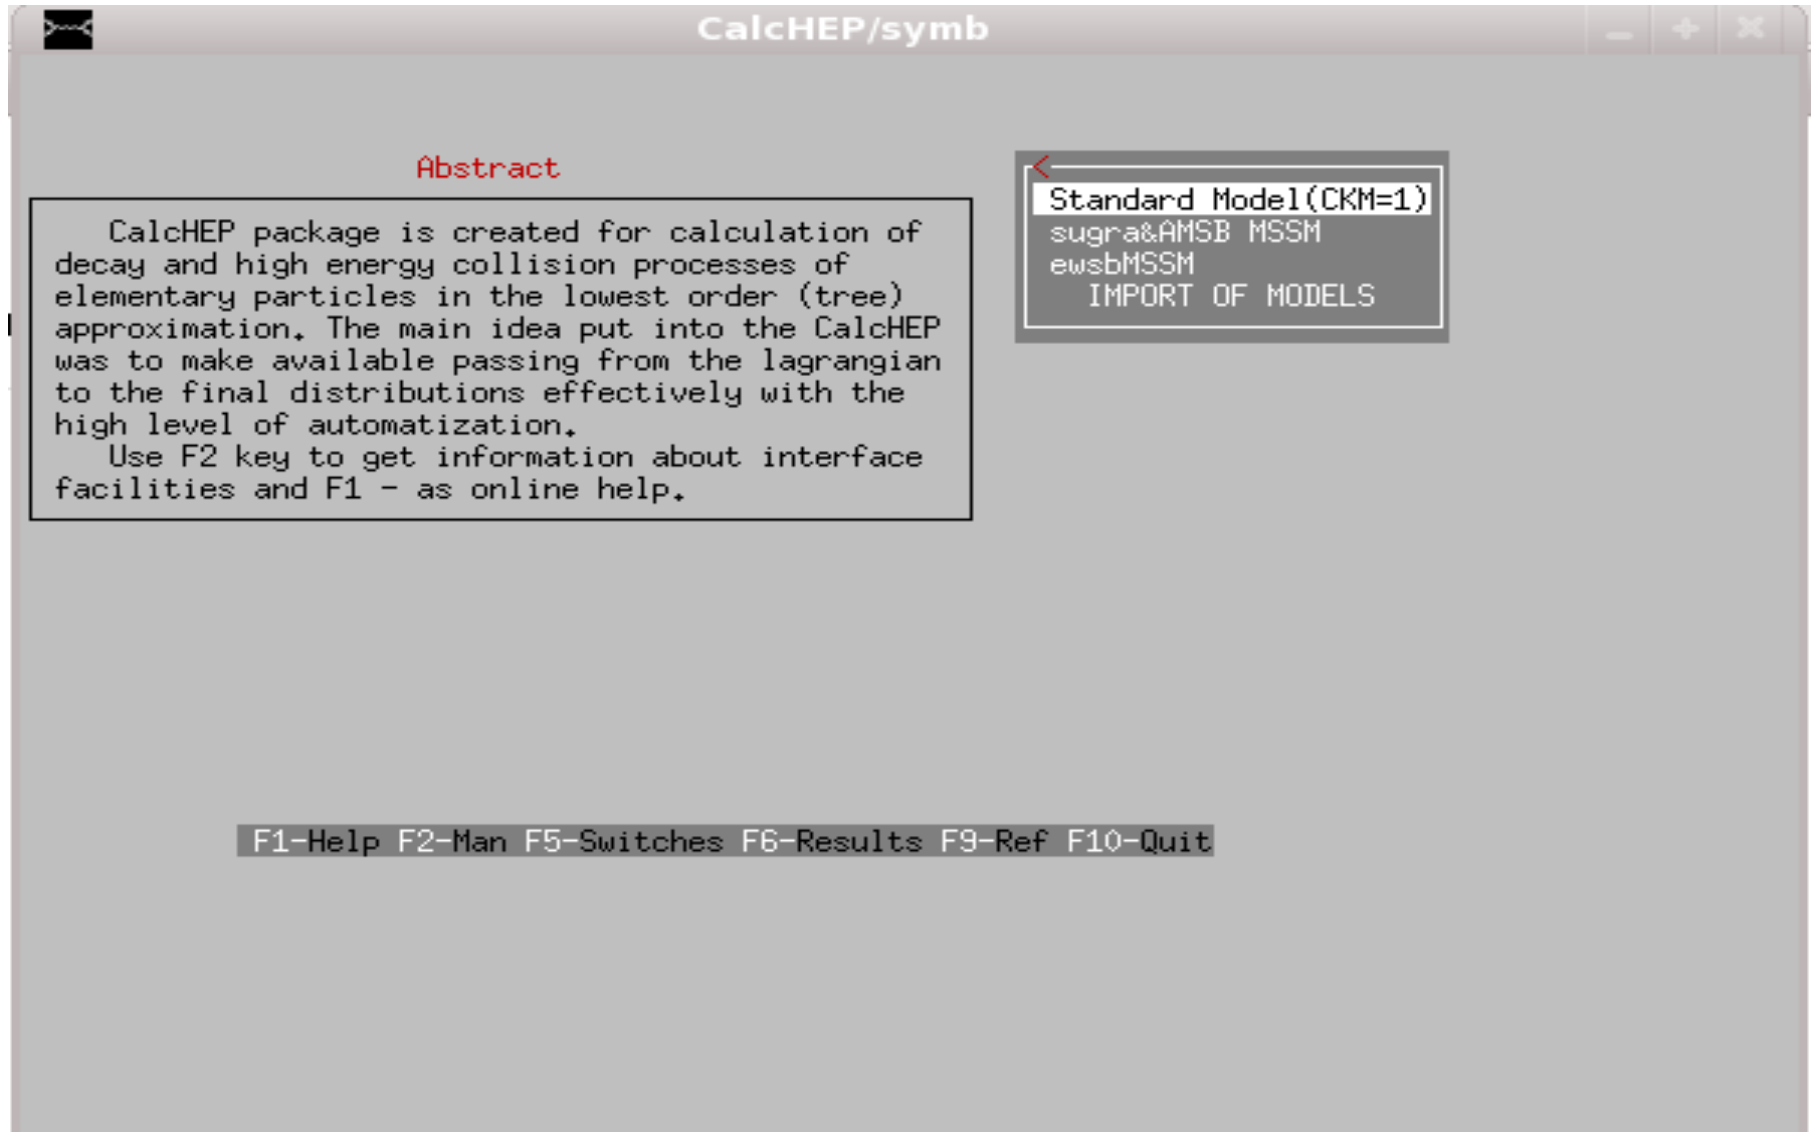 CalcHEP/symb
Abstract
CalcHEP package is created for calculation of
decay and high energy collision processes of
elementary particles in the lowest order (tree)
approximation. The main idea put into the CalcHEP
was to make available passing from the lagrangian
to the final distributions effectively with the
high level of automatization.
Use F2 key to get information about interface
facilities and F1 - as online help.
<
Standard Model(CKM=1)
sugra&AMSB MSSM
ewsbMSSM
IMPORT OF MODELS
F1-Help F2-Man F5-Switches F6-Results F9-Ref F10-Quit